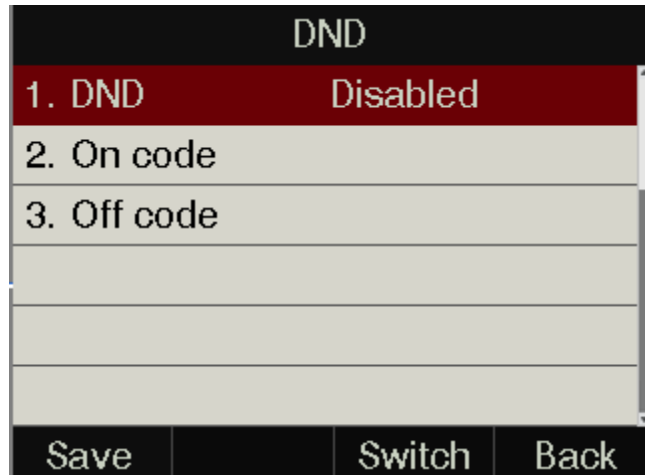 DND
1. DND Disabled
2. On code
3. Off code
Save Switch Back